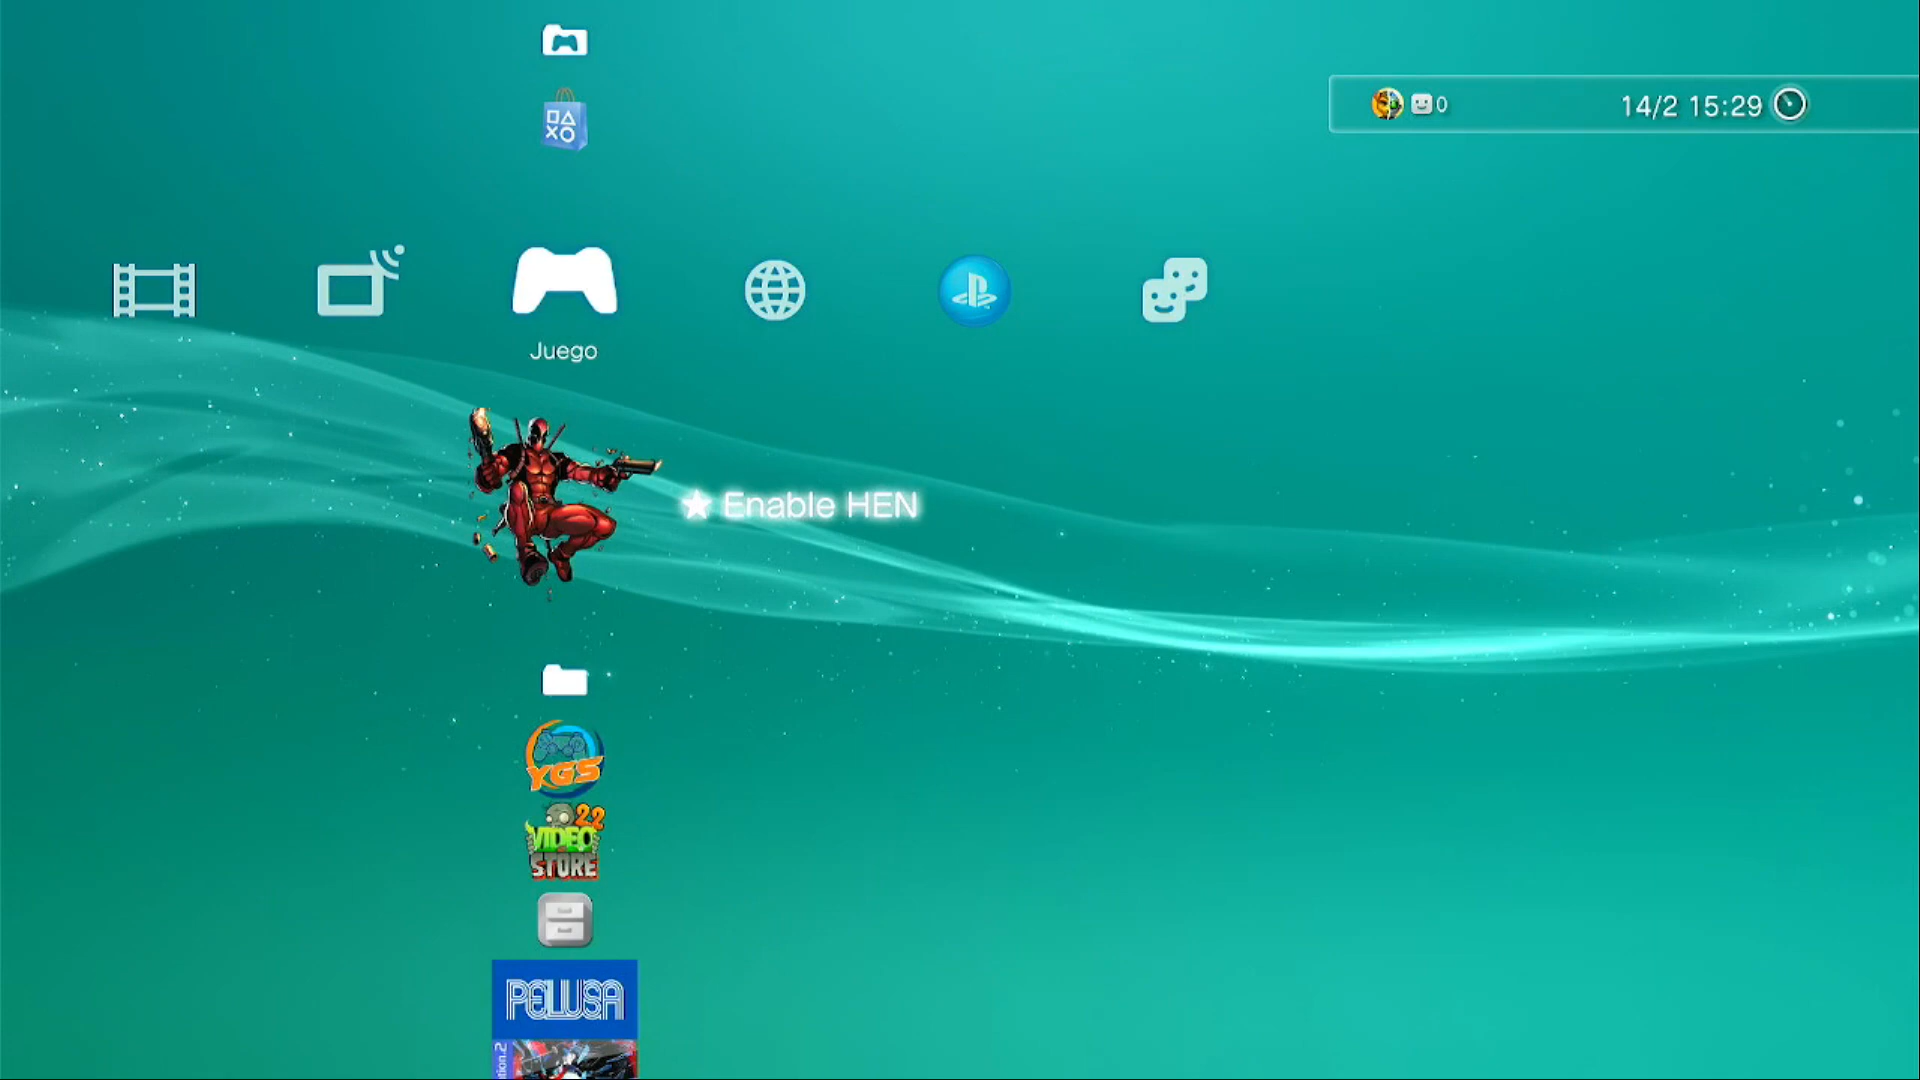 0
14/2 15:29
Juego
Enable HEN
YGS
22
VIDEO
STORE
PELUSA